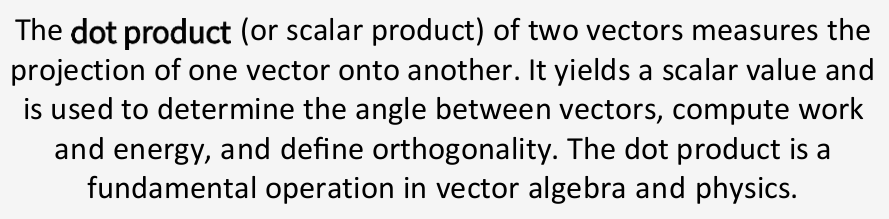 The dot product (or scalar product) of two vectors measures the
projection of one vector onto another. It yields a scalar value and
is used to determine the angle between vectors, compute work
and energy, and define orthogonality. The dot product is a
fundamental operation in vector algebra and physics.